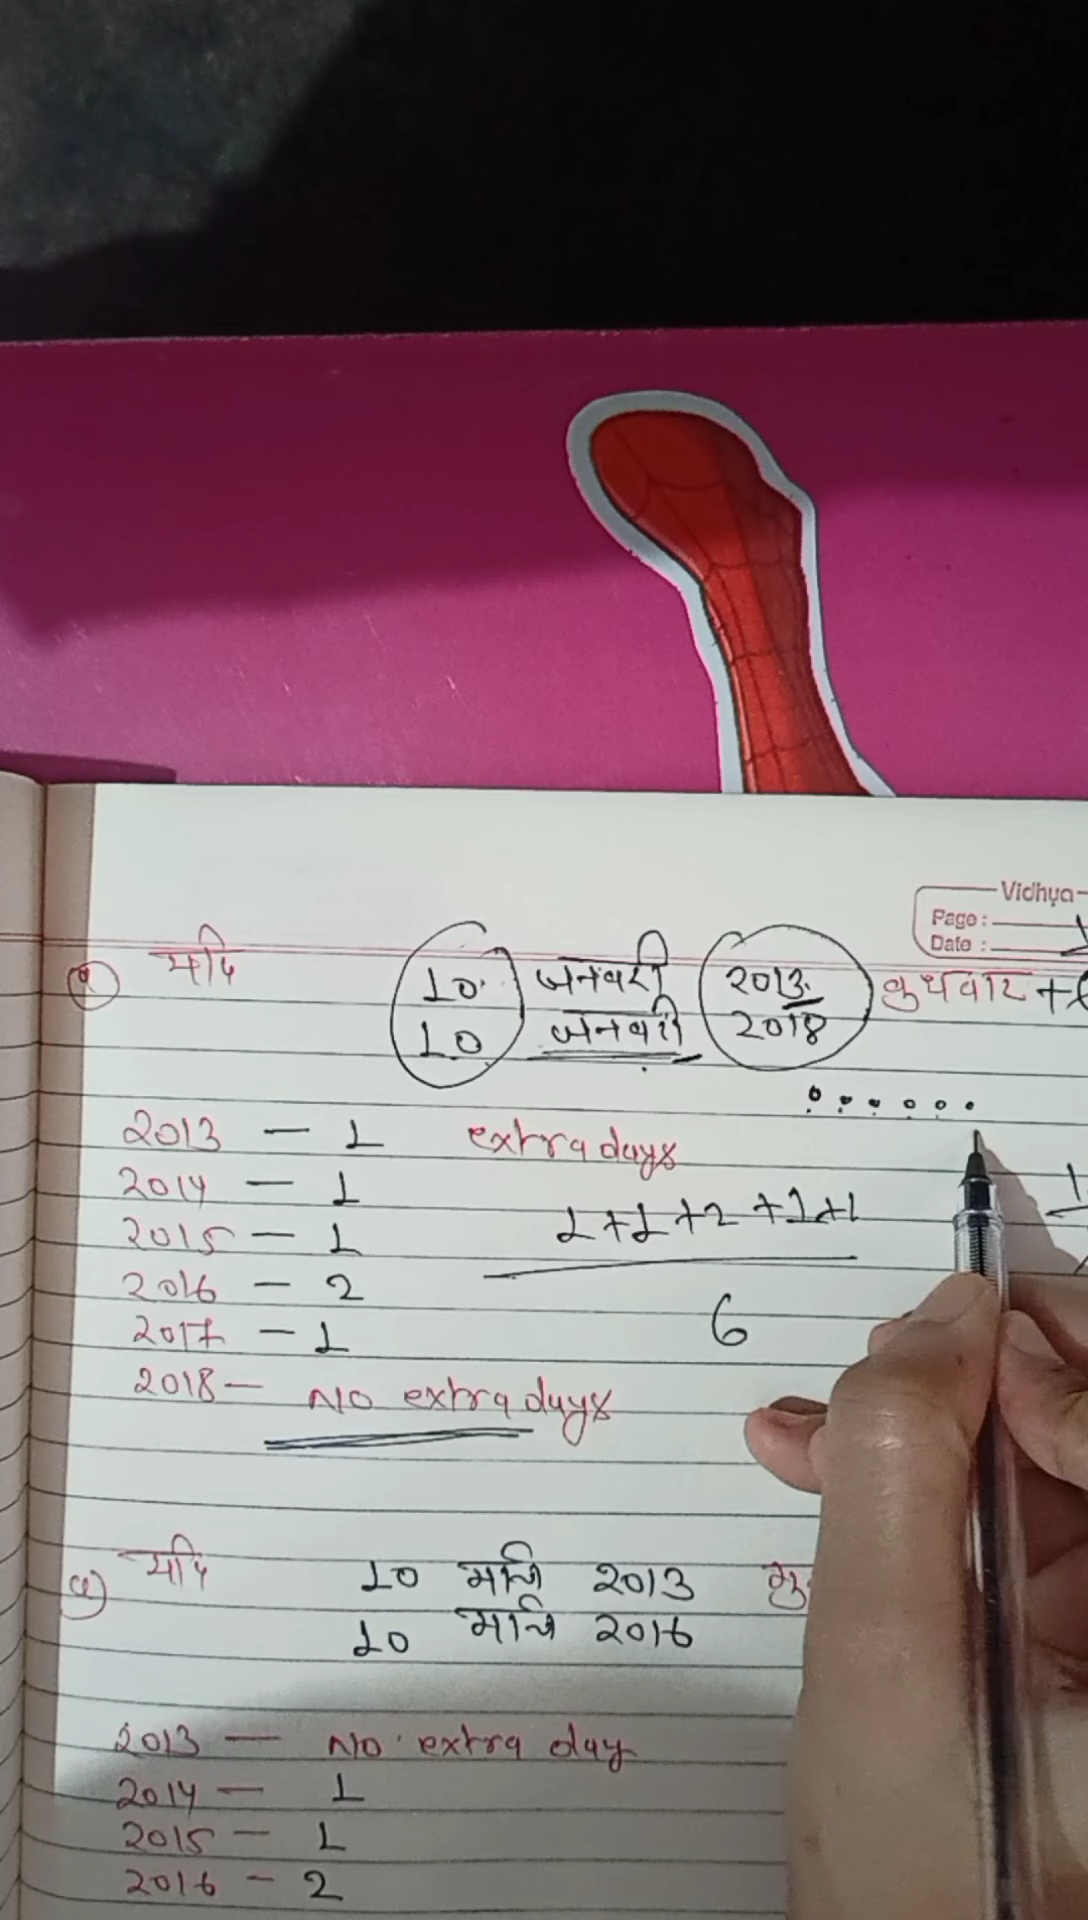 Vidhya
Page:
Date:
यदि 10 जनवरी 2013 बुधवार +
10 जनवरी 2018
2013 — 1 extra days
2014 — 1
1+1+2+1+1
2015 — 1
2016 — 2
6
2017 — 1
2018 — No extra days
यदि 10 मार्च 2013
10 मार्च 2016
2013 — No extra day
2014 — 1
2015 — 1
2016 — 2